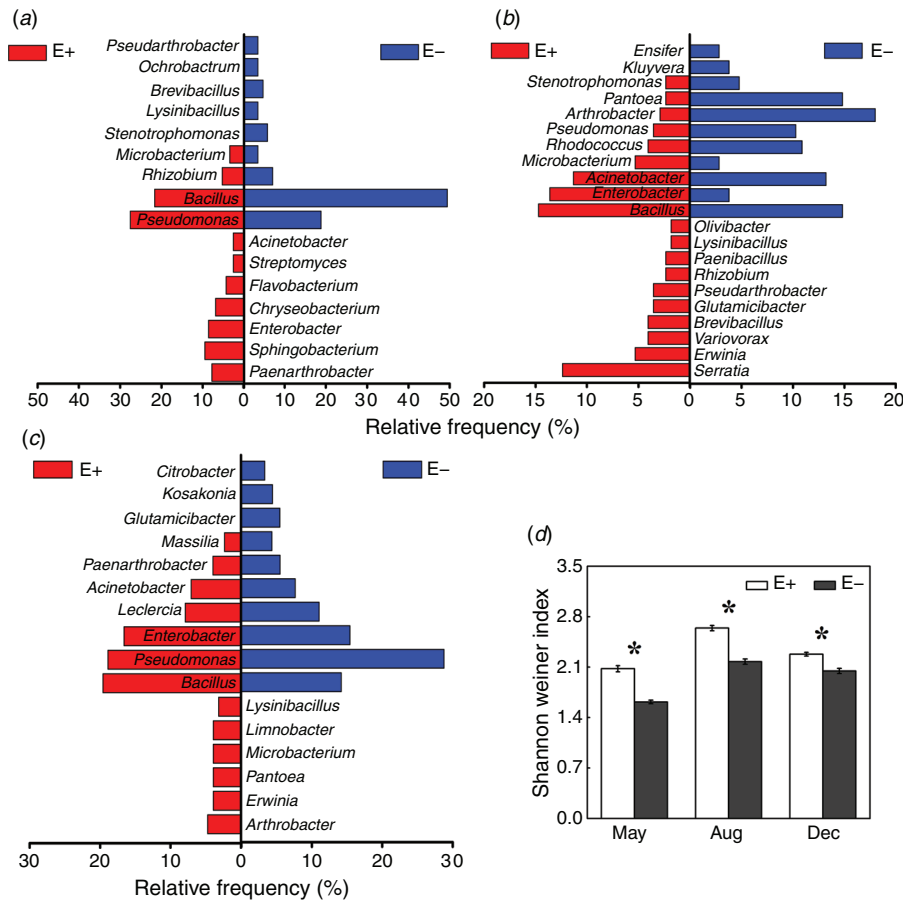 (a)
E+
E−
Pseudarthrobacter
Ochrobactrum
Brevibacillus
Lysinibacillus
Stenotrophomonas
Microbacterium
Rhizobium
Bacillus
Pseudomonas
Acinetobacter
Streptomyces
Flavobacterium
Chryseobacterium
Enterobacter
Sphingobacterium
Paenarthrobacter
50 40 30 20 10 0 10 20 30 40 50
(b)
E+
E−
Ensifer
Kluyvera
Stenotrophomonas
Pantoea
Arthrobacter
Pseudomonas
Rhodococcus
Microbacterium
Acinetobacter
Enterobacter
Bacillus
Olivibacter
Lysinibacillus
Paenibacillus
Rhizobium
Pseudarthrobacter
Glutamicibacter
Brevibacillus
Variovorax
Erwinia
Serratia
20 15 10 5 0 5 10 15 20
Relative frequency (%)
(c)
E+
E−
Citrobacter
Kosakonia
Glutamicibacter
Massilia
Paenarthrobacter
Acinetobacter
Leclercia
Enterobacter
Pseudomonas
Bacillus
Lysinibacillus
Limnobacter
Microbacterium
Pantoea
Erwinia
Arthrobacter
30 20 10 0 10 20 30
Relative frequency (%)
(d)
Shannon weiner index
3.5
2.8
2.1
1.4
0.7
0.0
E+ E−
* * *
May Aug Dec